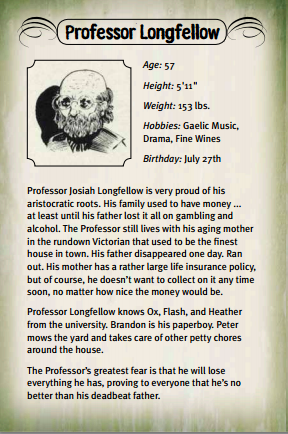 Professor Longfellow
Age: 57
Height: 5'11"
Weight: 153 lbs.
Hobbies: Gaelic Music,
Drama, Fine Wines
Birthday: July 27th
Professor Josiah Longfellow is very proud of his
aristocratic roots. His family used to have money ...
at least until his father lost it all on gambling and
alcohol. The Professor still lives with his aging mother
in the rundown Victorian that used to be the finest
house in town. His father disappeared one day. Ran
out. His mother has a rather large life insurance policy,
but of course, he doesn't want to collect on it any time
soon, no matter how nice the money would be.
Professor Longfellow knows Ox, Flash, and Heather
from the university. Brandon is his paperboy. Peter
mows the yard and takes care of other petty chores
around the house.
The Professor's greatest fear is that he will lose
everything he has, proving to everyone that he's no
better than his deadbeat father.